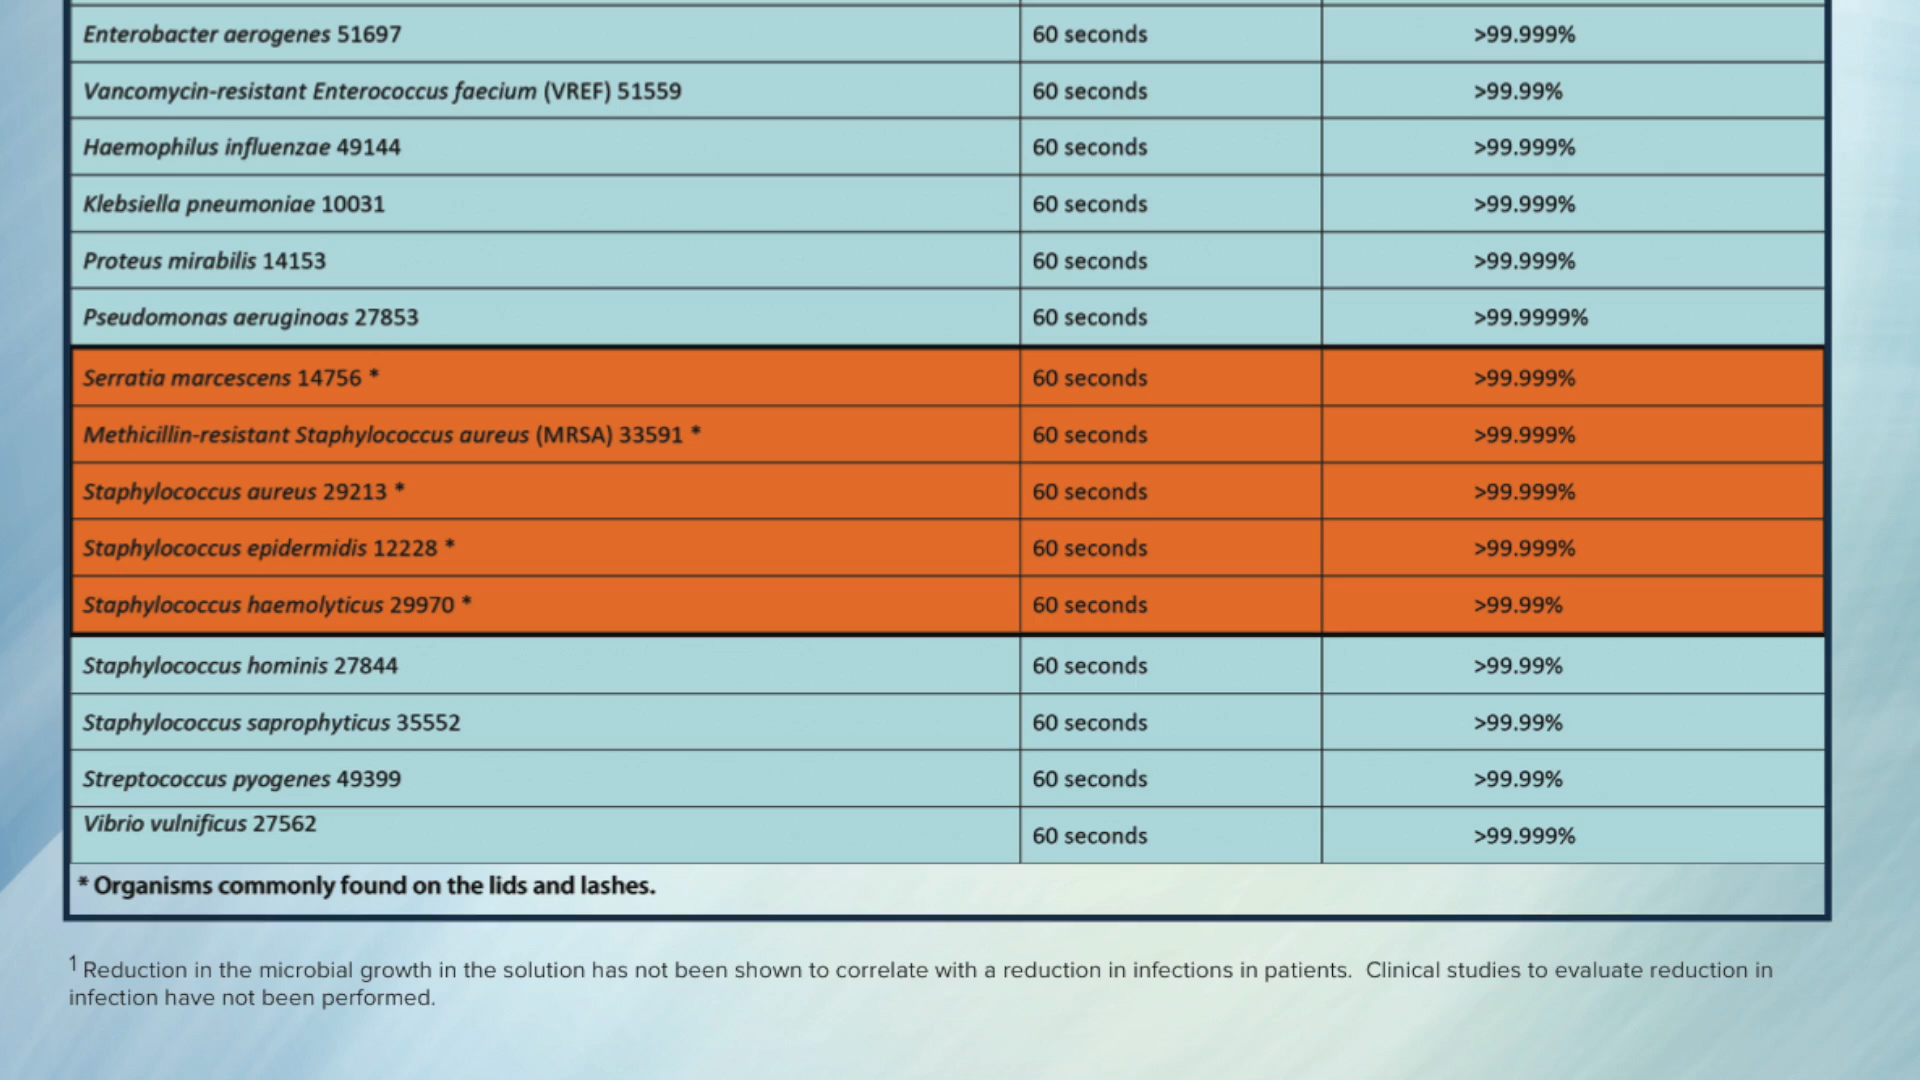 Enterobacter aerogenes 51697 60 seconds >99.999%
Vancomycin-resistant Enterococcus faecium (VREF) 51559 60 seconds >99.99%
Haemophilus influenzae 49144 60 seconds >99.999%
Klebsiella pneumoniae 10031 60 seconds >99.999%
Proteus mirabilis 14153 60 seconds >99.999%
Pseudomonas aeruginoas 27853 60 seconds >99.9999%
Serratia marcescens 14756 * 60 seconds >99.999%
Methicillin-resistant Staphylococcus aureus (MRSA) 33591 * 60 seconds >99.999%
Staphylococcus aureus 29213 * 60 seconds >99.999%
Staphylococcus epidermidis 12228 * 60 seconds >99.999%
Staphylococcus haemolyticus 29970 * 60 seconds >99.99%
Staphylococcus hominis 27844 60 seconds >99.99%
Staphylococcus saprophyticus 35552 60 seconds >99.99%
Streptococcus pyogenes 49399 60 seconds >99.99%
Vibrio vulnificus 27562 60 seconds >99.999%
* Organisms commonly found on the lids and lashes.
1 Reduction in the microbial growth in the solution has not been shown to correlate with a reduction in infections in patients. Clinical studies to evaluate reduction in
infection have not been performed.